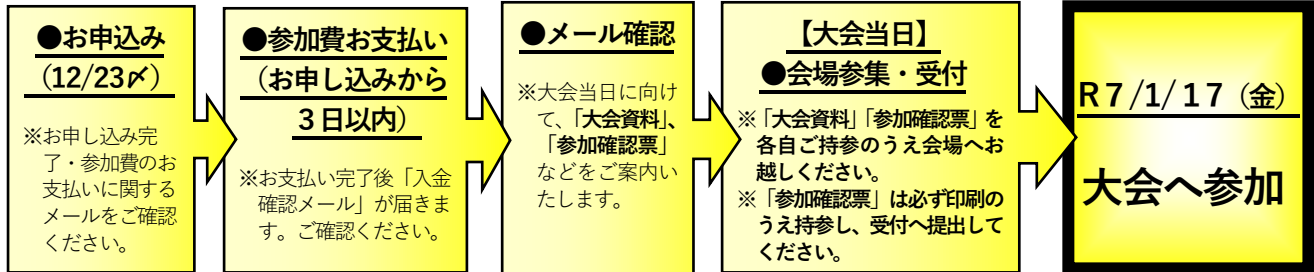 ●お申込み
（12/23〆）
※お申し込み完
了・参加費のお
支払いに関する
メールをご確認
ください。
●参加費お支払い
（お申し込みから
３日以内）
※お支払い完了後「入金
確認メール」が届きま
す。ご確認ください。
●メール確認
※大会当日に向け
て、「大会資料」、
「参加確認票」
などをご案内い
たします。
【大会当日】
●会場参集・受付
※「大会資料」「参加確認票」を
各自ご持参のうえ会場へお
越しください。
※「参加確認票」は必ず印刷の
うえ持参し、受付へ提出して
ください。
Ｒ７/1/１７（金）
大会へ参加